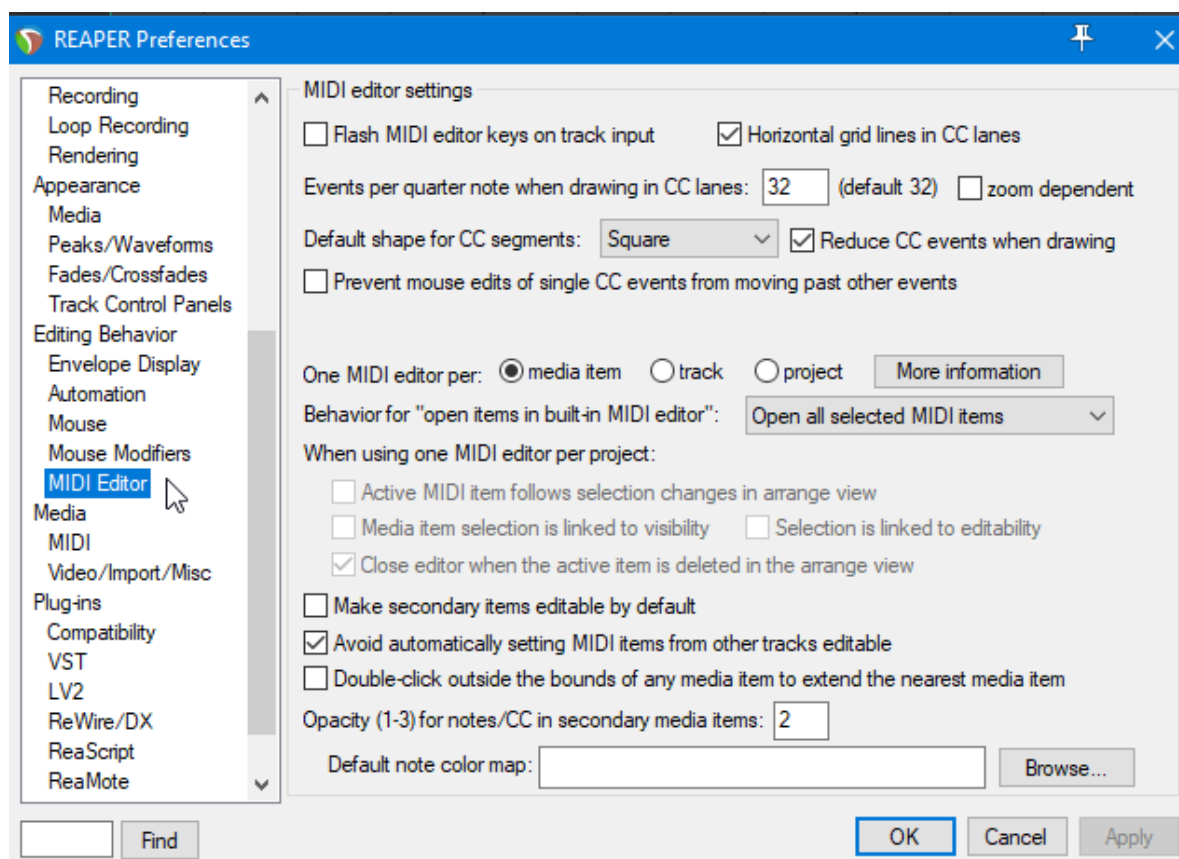 REAPER Preferences
Recording
Loop Recording
Rendering
Appearance
Media
Peaks/Waveforms
Fades/Crossfades
Track Control Panels
Editing Behavior
Envelope Display
Automation
Mouse
Mouse Modifiers
MIDI Editor
Media
MIDI
Video/Import/Misc
Plug-ins
Compatibility
VST
LV2
ReWire/DX
ReaScript
ReaMote
Find
MIDI editor settings
Flash MIDI editor keys on track input Horizontal grid lines in CC lanes
Events per quarter note when drawing in CC lanes: 32 (default 32) zoom dependent
Default shape for CC segments: Square Reduce CC events when drawing
Prevent mouse edits of single CC events from moving past other events
One MIDI editor per: media item track project More information
Behavior for "open items in built-in MIDI editor": Open all selected MIDI items
When using one MIDI editor per project:
Active MIDI item follows selection changes in arrange view
Media item selection is linked to visibility Selection is linked to editability
Close editor when the active item is deleted in the arrange view
Make secondary items editable by default
Avoid automatically setting MIDI items from other tracks editable
Double-click outside the bounds of any media item to extend the nearest media item
Opacity (1-3) for notes/CC in secondary media items: 2
Default note color map: Browse...
OK Cancel Apply